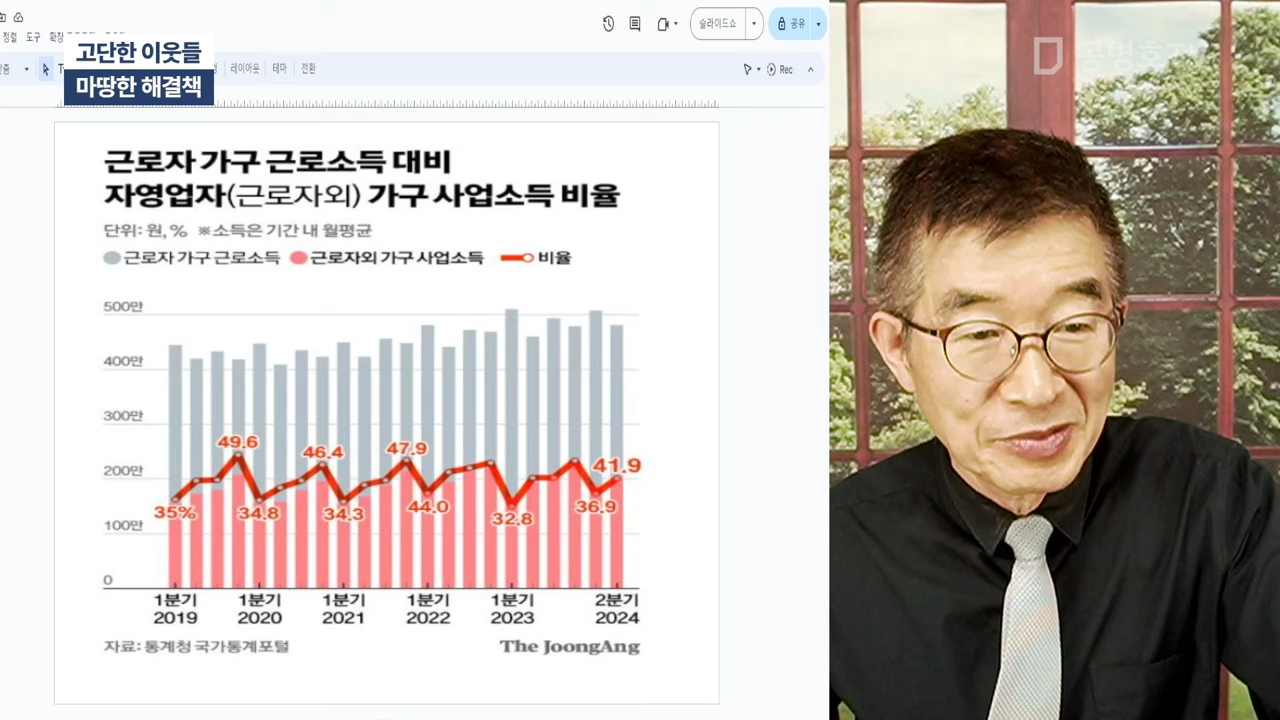 정렬 도구
슬라이드쇼
공유
고단한 이웃들
마땅한 해결책
레이아웃 테마 전환
Rec
공병호TV
근로자 가구 근로소득 대비
자영업자(근로자외) 가구 사업소득 비율
단위: 원, % ※소득은 기간 내 월평균
근로자 가구 근로소득 근로자외 가구 사업소득 비율
500만
400만
300만
200만
100만
0
49.6 46.4 47.9 41.9
35% 34.8 34.3 44.0 32.8 36.9
1분기 1분기 1분기 1분기 1분기 2분기
2019 2020 2021 2022 2023 2024
자료: 통계청 국가통계포털 The JoongAng